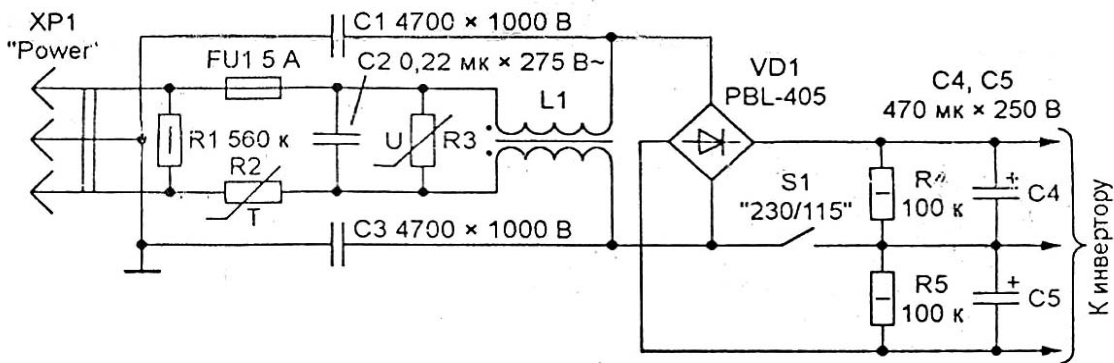 XP1
"Power"
C1 4700 × 1000 В
FU1 5 А
C2 0,22 мк × 275 В~
L1
VD1
PBL-405
C4, C5
470 мк × 250 В
R1 560 к
R2
T
U
R3
S1
"230/115"
R4
100 к
C4
C3 4700 × 1000 В
R5
100 к
C5
К инвертору